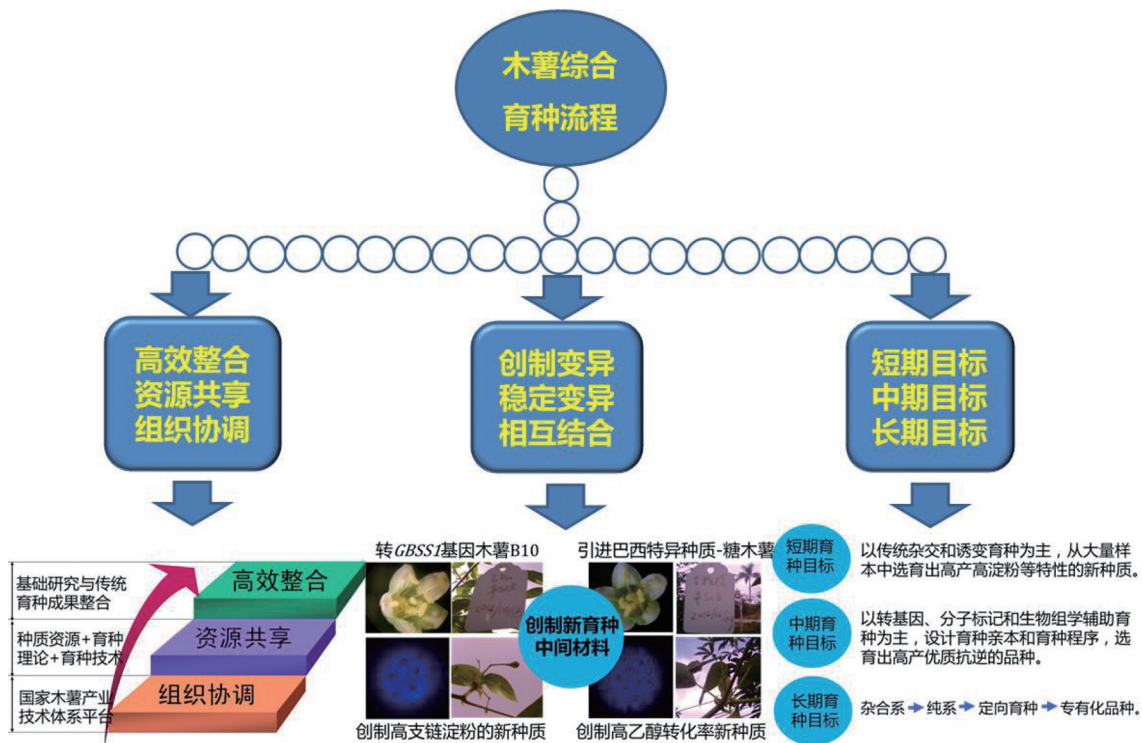 木薯综合
育种流程
高效整合
资源共享
组织协调
创制变异
稳定变异
相互结合
短期目标
中期目标
长期目标
基础研究与传统
育种成果整合
种质资源+育种
理论+育种技术
国家木薯产业
技术体系平台
高效整合
资源共享
组织协调
转GBSS1基因木薯B10
引进巴西特异种质-糖木薯
创制新育种
中间材料
创制高支链淀粉的新种质
创制高乙醇转化率新种质
短期育
种目标
以传统杂交和诱变育种为主，从大量样
本中选育出高产高淀粉等特性的新种质。
中期育
种目标
以转基因、分子标记和生物组学辅助育
种为主，设计育种亲本和育种程序，选
育出高产优质抗逆的品种。
长期育
种目标
杂合系 纯系 定向育种 专有化品种。